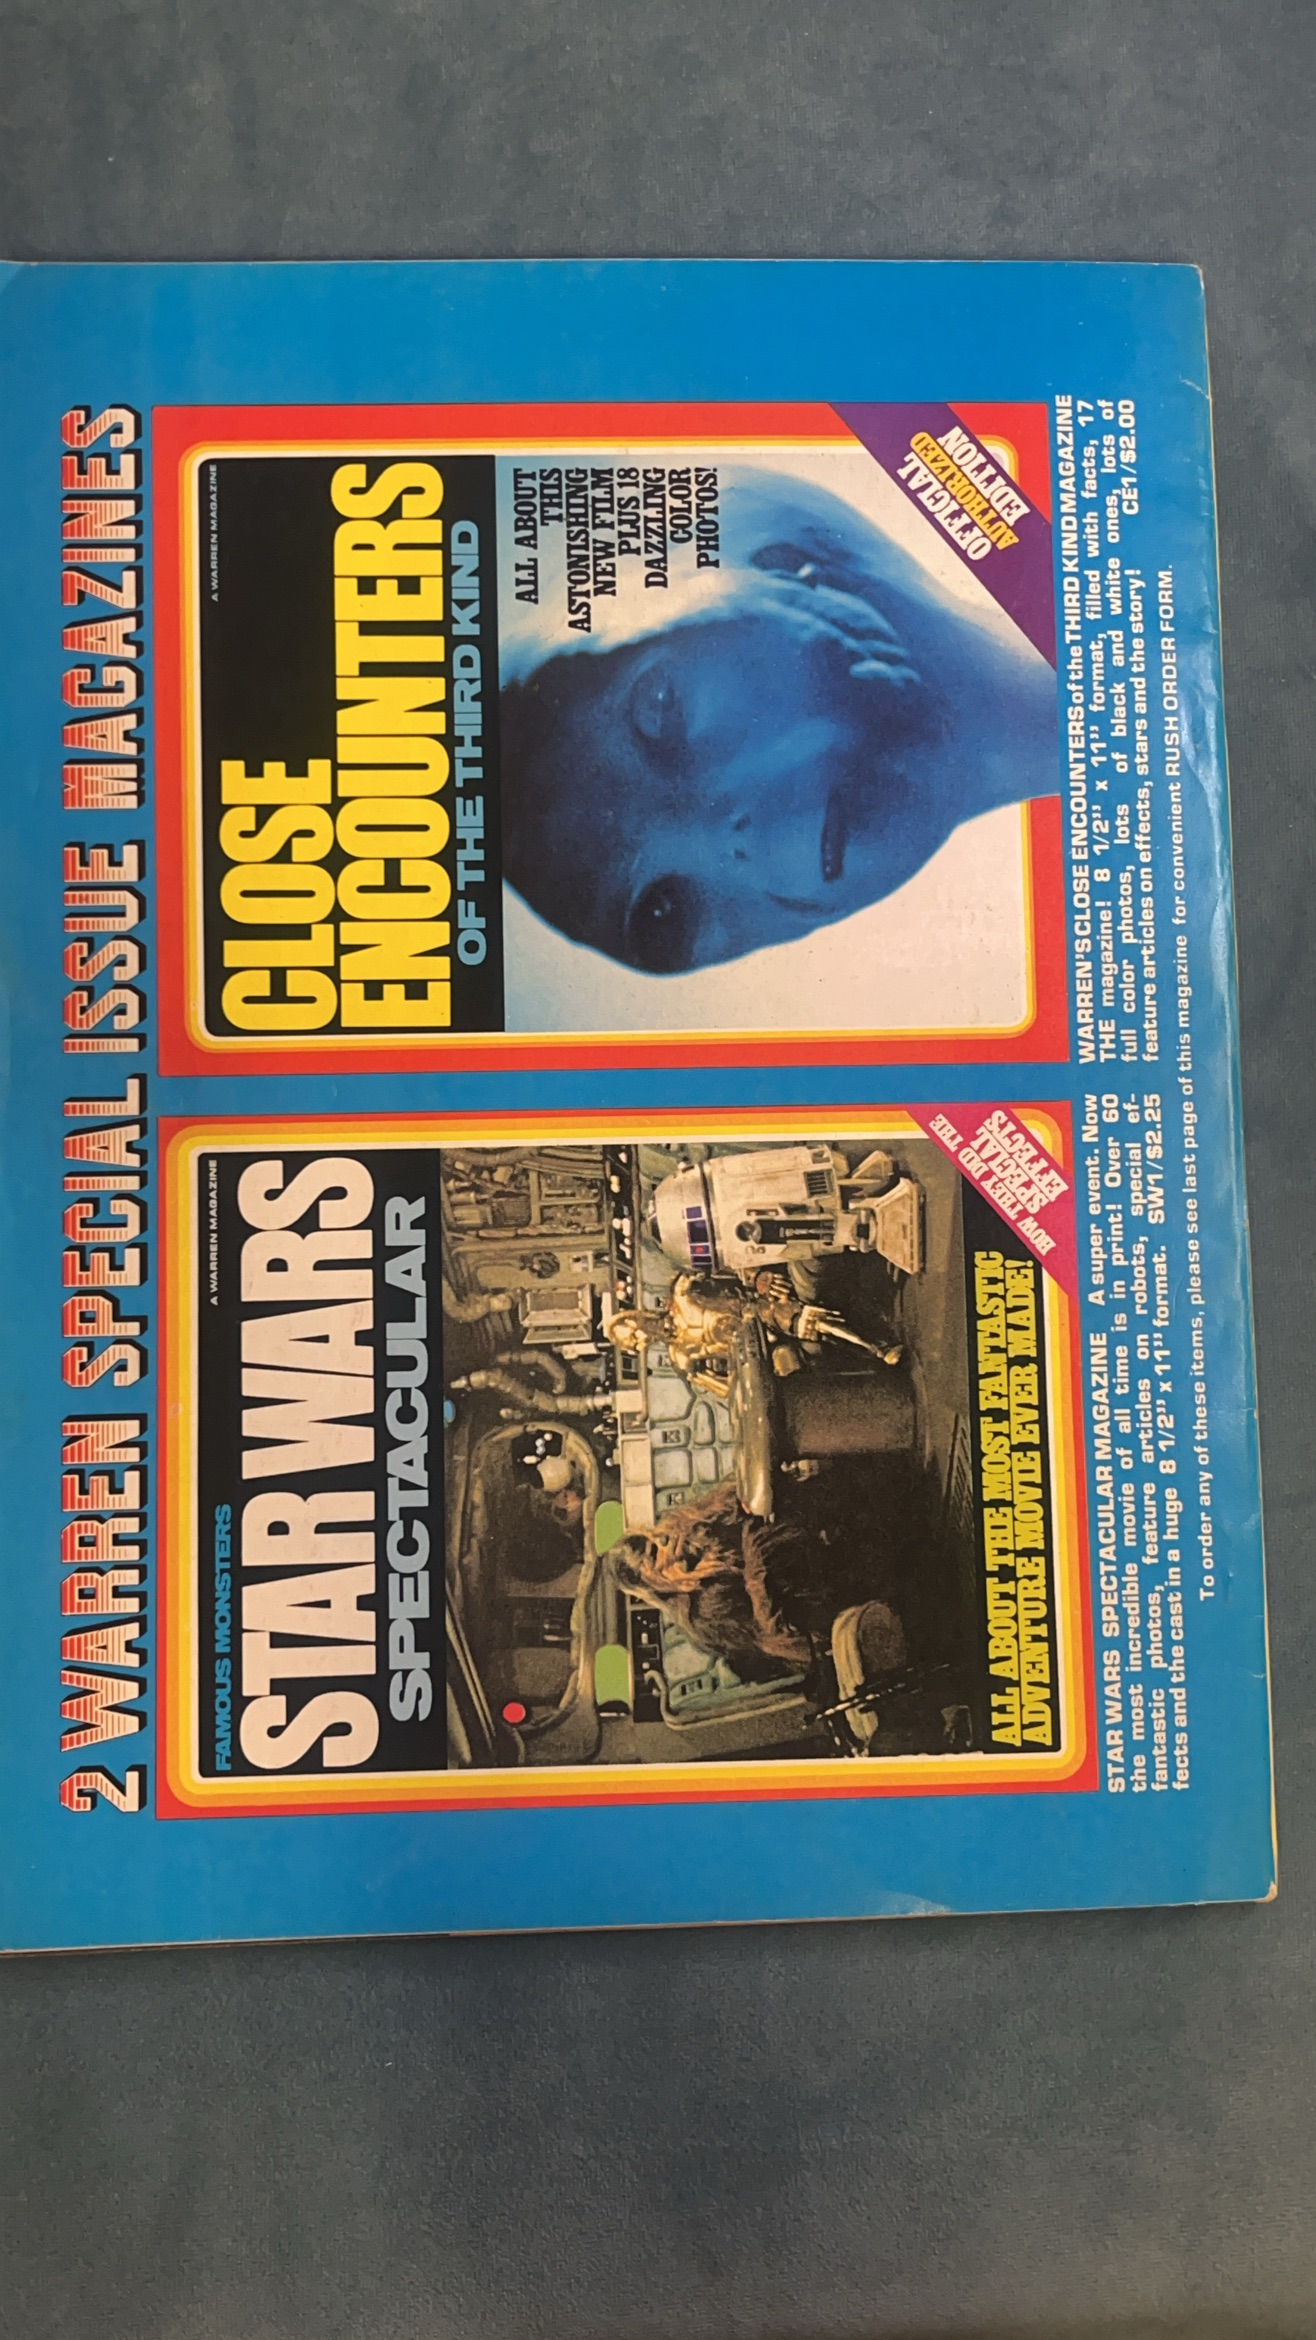 2 WARREN SPECIAL ISSUE MAGAZINES
FAMOUS MONSTERS
A WARREN MAGAZINE
STAR WARS
SPECTACULAR
ALL ABOUT THE MOST FANTASTIC
ADVENTURE MOVIE EVER MADE!
HOW THEY DID THE
SPECIAL
EFFECTS
STAR WARS SPECTACULAR MAGAZINE A super event. Now
the most incredible movie of all time is in print! Over 60
fantastic photos, feature articles on robots, special ef-
fects and the cast in a huge 8 1/2" x 11" format. SW1/$2.25
A WARREN MAGAZINE
CLOSE
ENCOUNTERS
OF THE THIRD KIND
ALL ABOUT
THIS
ASTONISHING
NEW FILM
PLUS 18
DAZZLING
COLOR
PHOTOS!
OFFICIAL
AUTHORIZED
EDITION
WARREN'S CLOSE ENCOUNTERS of the THIRD KIND MAGAZINE
THE magazine! 8 1/2" x 11" format, filled with facts, 17
full color photos, lots of black and white ones, lots of
feature articles on effects, stars and the story! CE1/$2.00
To order any of these items, please see last page of this magazine for convenient RUSH ORDER FORM.